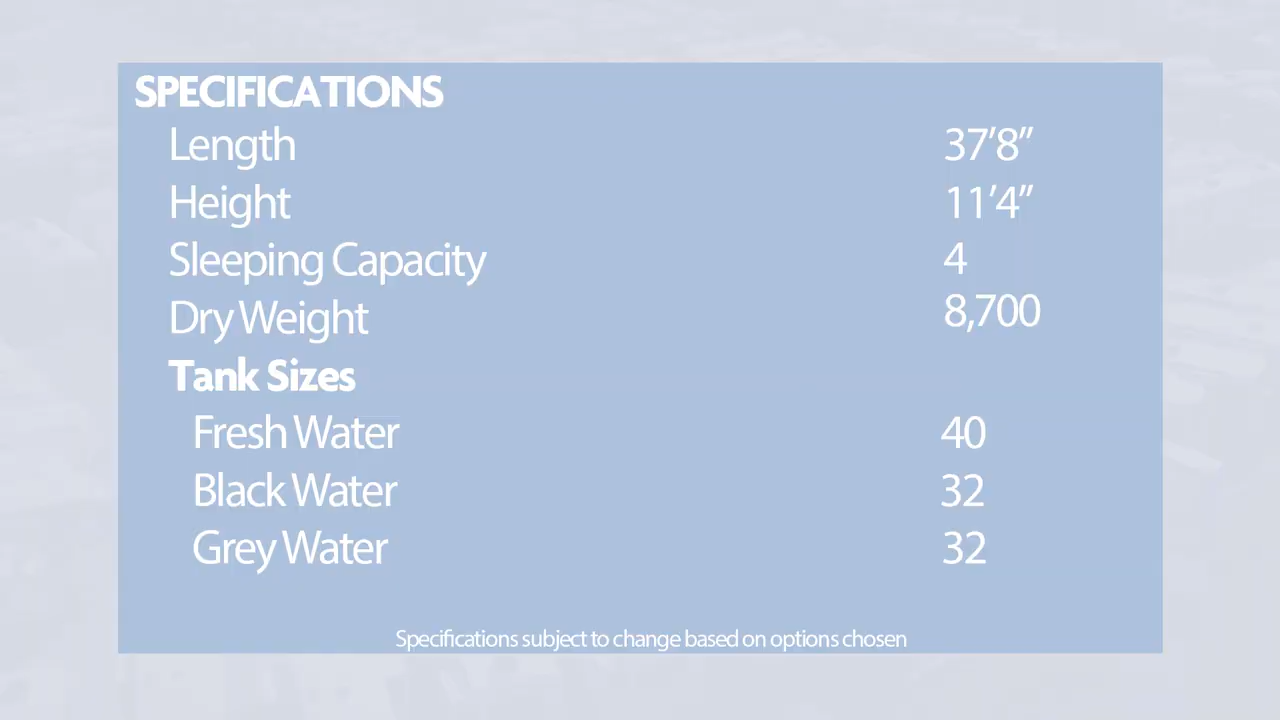 SPECIFICATIONS
Length 37’8”
Height 11’4”
Sleeping Capacity 4
Dry Weight 8,700
Tank Sizes
Fresh Water 40
Black Water 32
Grey Water 32
Specifications subject to change based on options chosen